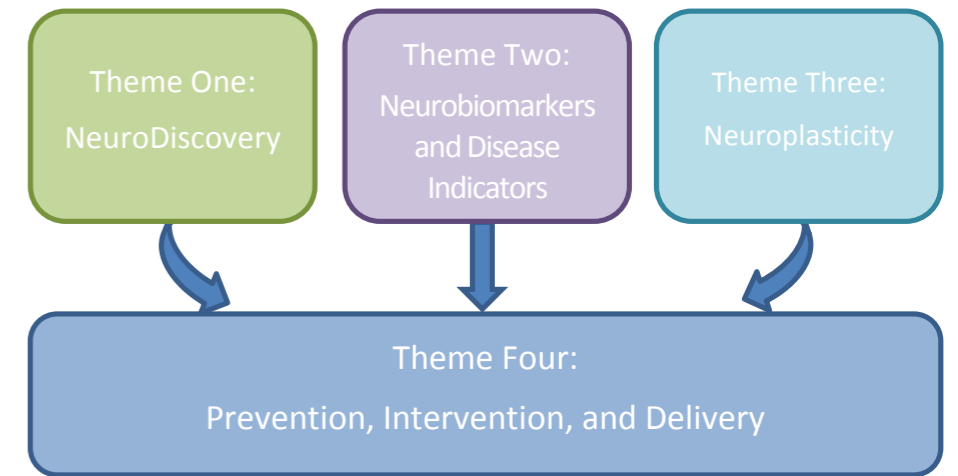 Theme One:
NeuroDiscovery
Theme Two:
Neurobiomarkers
and Disease
Indicators
Theme Three:
Neuroplasticity
Theme Four:
Prevention, Intervention, and Delivery